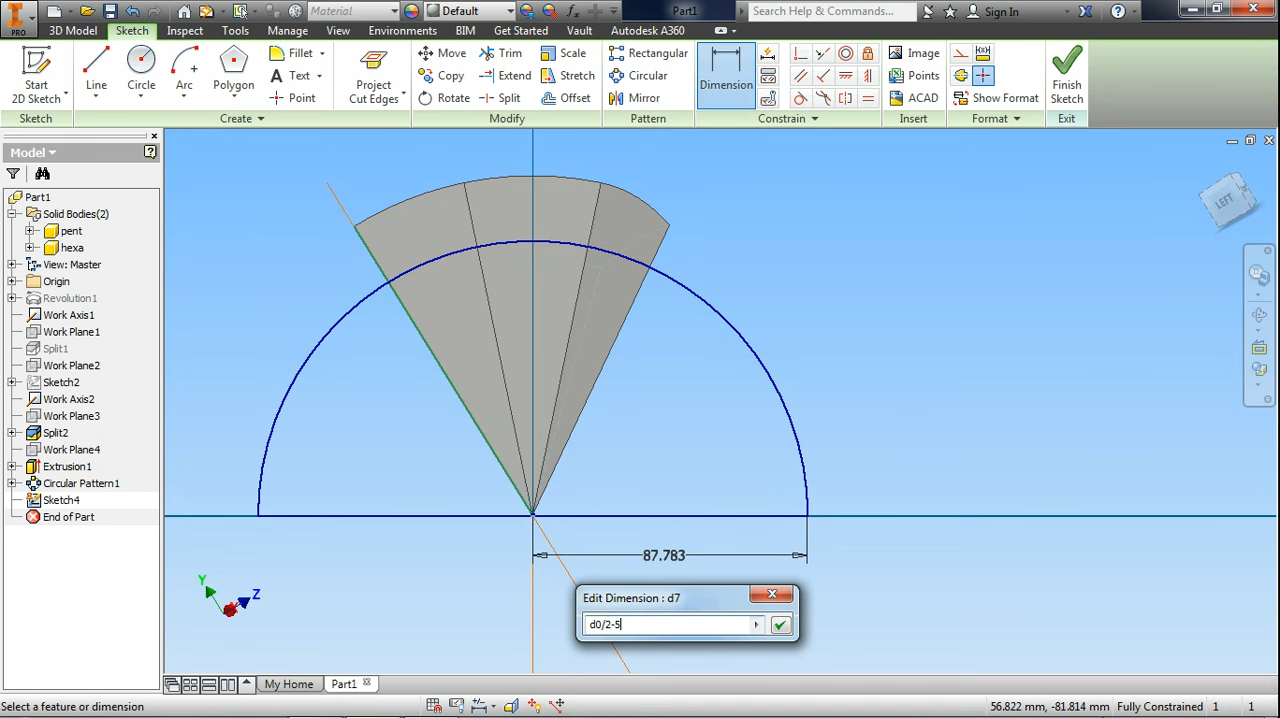 Material
Default
Part1
Search Help & Commands...
Sign In
PRO
3D Model
Sketch
Inspect
Tools
Manage
View
Environments
BIM
Get Started
Vault
Autodesk A360
Start
2D Sketch
Line
Circle
Arc
Polygon
Fillet
Text
Point
Project
Cut Edges
Move
Copy
Rotate
Trim
Extend
Split
Scale
Stretch
Offset
Rectangular
Circular
Mirror
Dimension
Image
Points
ACAD
Show Format
Finish
Sketch
Sketch
Create
Modify
Pattern
Constrain
Insert
Format
Exit
Model
Part1
Solid Bodies(2)
pent
hexa
View: Master
Origin
Revolution1
Work Axis1
Work Plane1
Split1
Work Plane2
Sketch2
Work Axis2
Work Plane3
Split2
Work Plane4
Extrusion1
Circular Pattern1
Sketch4
End of Part
LEFT
87.783
Edit Dimension : d7
d0/2-5
Y
Z
My Home
Part1
Select a feature or dimension
56.822 mm, -81.814 mm
Fully Constrained
1
1